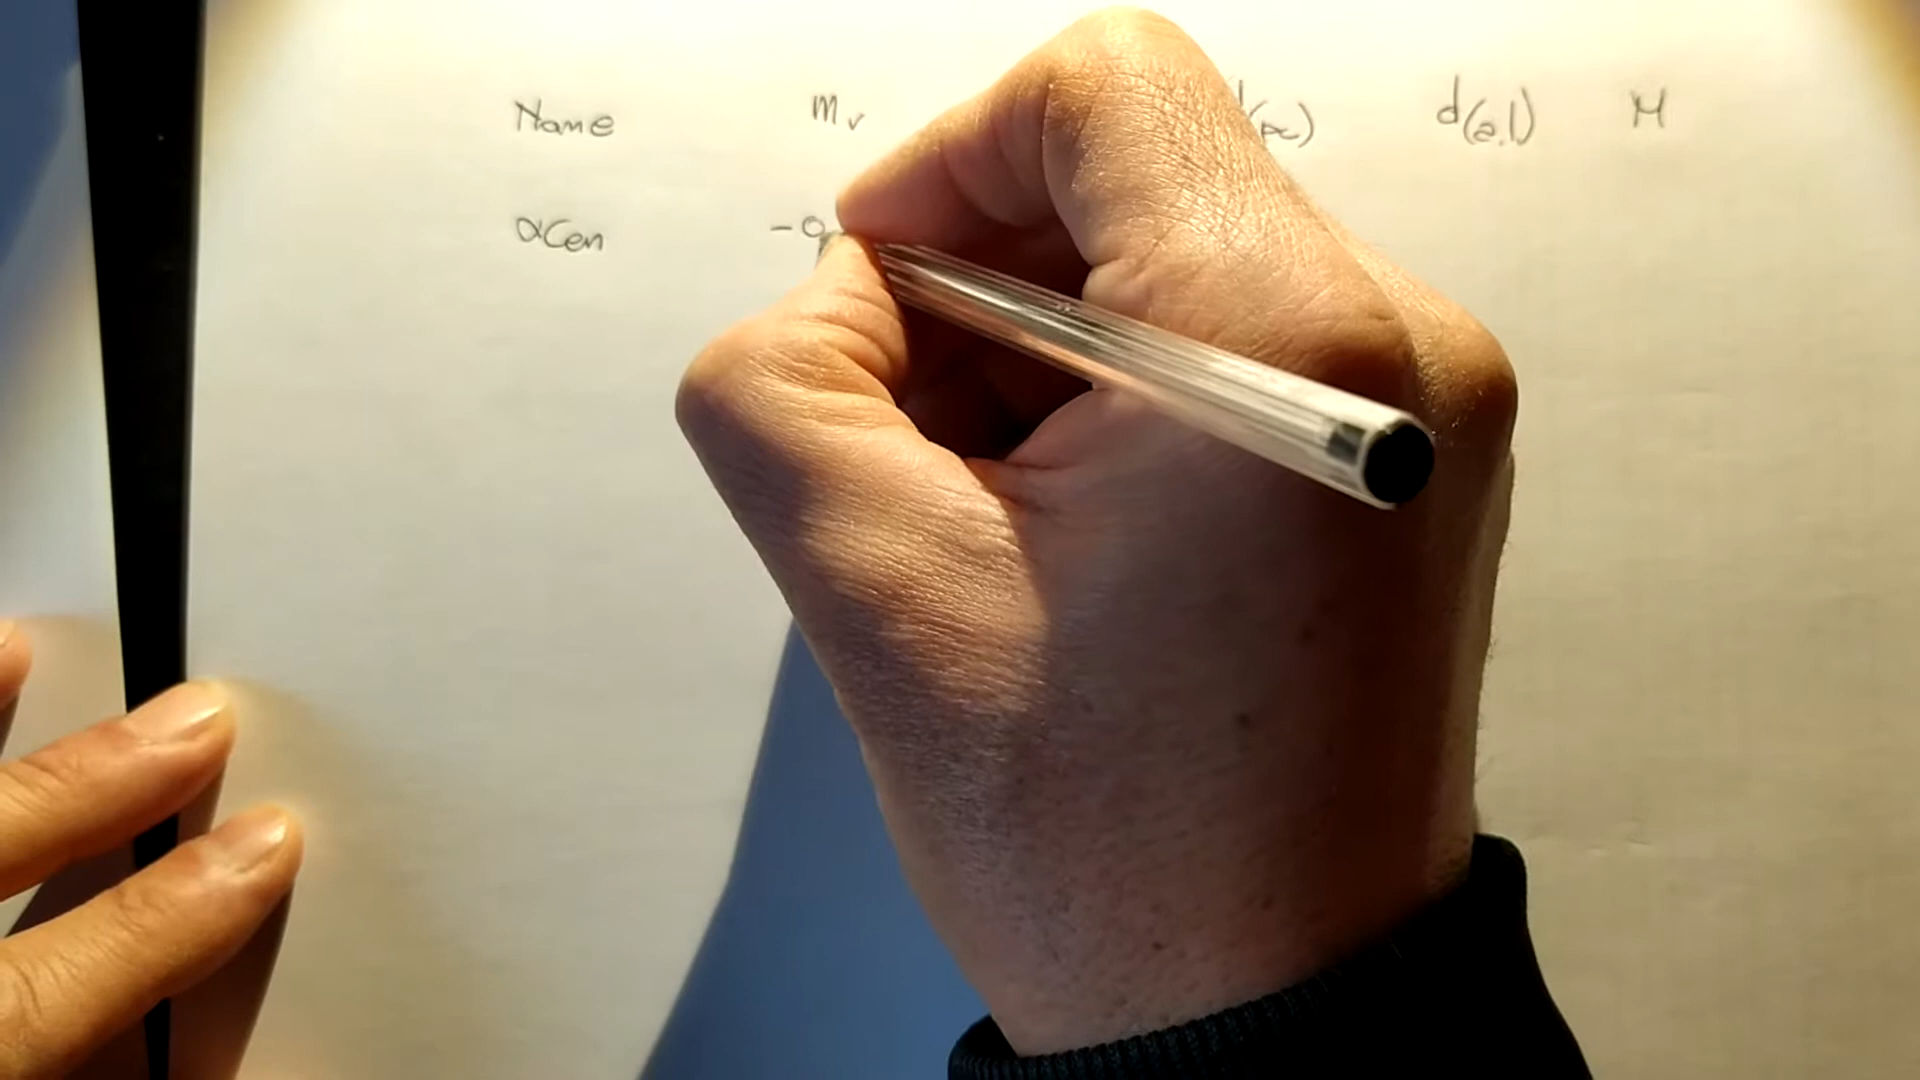 Name mv (pc) d(a.l) M
αCen -0,